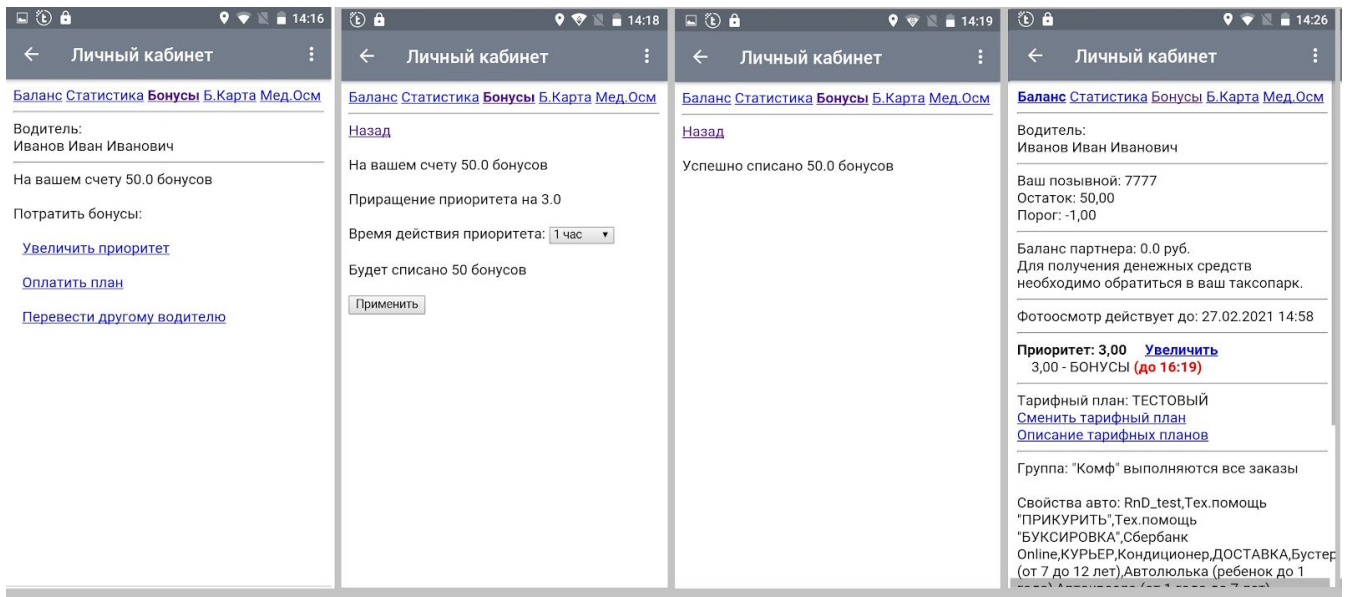 14:16
Личный кабинет
Баланс Статистика Бонусы Б.Карта Мед.Осм
Водитель:
Иванов Иван Иванович
На вашем счету 50.0 бонусов
Потратить бонусы:
Увеличить приоритет
Оплатить план
Перевести другому водителю
14:18
Личный кабинет
Баланс Статистика Бонусы Б.Карта Мед.Осм
Назад
На вашем счету 50.0 бонусов
Приращение приоритета на 3.0
Время действия приоритета: 1 час
Будет списано 50 бонусов
Применить
14:19
Личный кабинет
Баланс Статистика Бонусы Б.Карта Мед.Осм
Назад
Успешно списано 50.0 бонусов
14:26
Личный кабинет
Баланс Статистика Бонусы Б.Карта Мед.Осм
Водитель:
Иванов Иван Иванович
Ваш позывной: 7777
Остаток: 50,00
Порог: -1,00
Баланс партнера: 0.0 руб.
Для получения денежных средств
необходимо обратиться в ваш таксопарк.
Фотоосмотр действует до: 27.02.2021 14:58
Приоритет: 3,00 Увеличить
3,00 - БОНУСЫ (до 16:19)
Тарифный план: ТЕСТОВЫЙ
Сменить тарифный план
Описание тарифных планов
Группа: "Комф" выполняются все заказы
Свойства авто: RnD_test,Тех.помощь
"ПРИКУРИТЬ",Тех.помощь
"БУКСИРОВКА",Сбербанк
Online,КУРЬЕР,Кондиционер,ДОСТАВКА,Бустер
(от 7 до 12 лет),Автолюлька (ребенок до 1